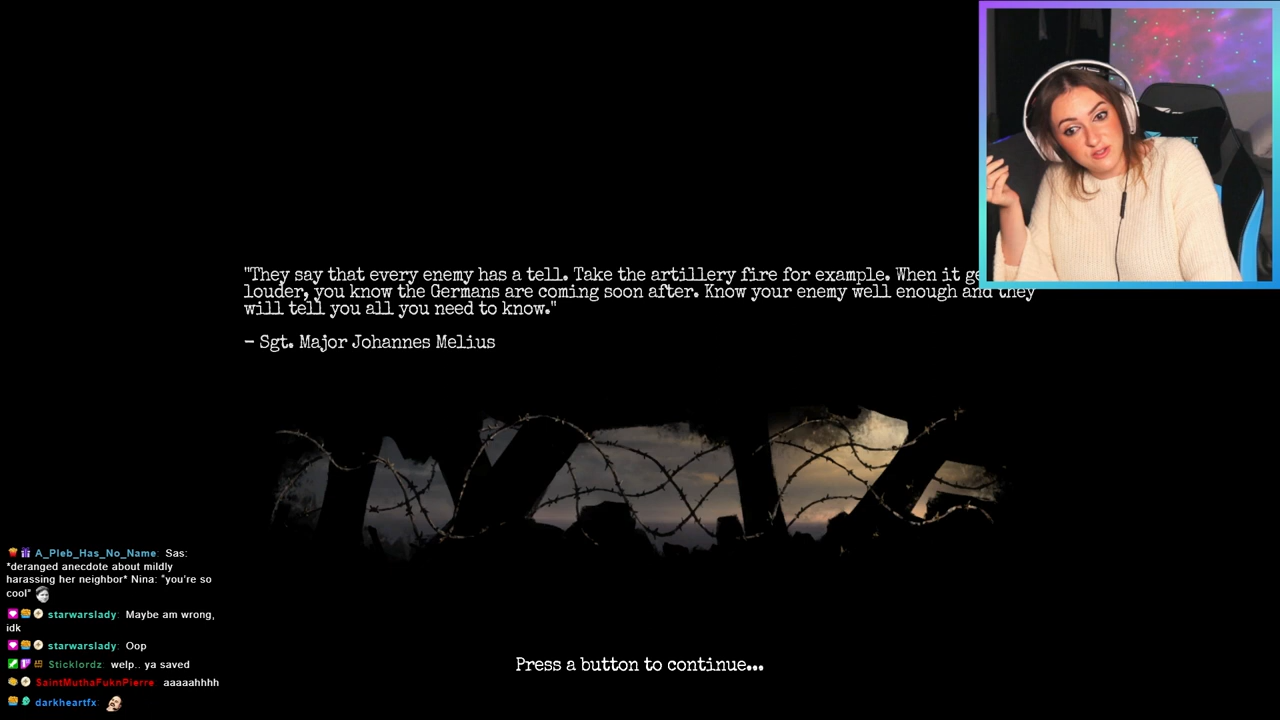 "They say that every enemy has a tell. Take the artillery fire for example. When it
louder, you know the Germans are coming soon after. Know your enemy well enough and they
will tell you all you need to know."
- Sgt. Major Johannes Melius
A_Pleb_Has_No_Name: Sas:
*deranged anecdote about mildly
harassing her neighbor* Nina: "you're so
cool"
starwarslady: Maybe am wrong,
idk
starwarslady: Oop
Sticklordz: welp.. ya saved
SaintMuthaFuknPierre aaaaahhhh
darkheartfx:
Press a button to continue...